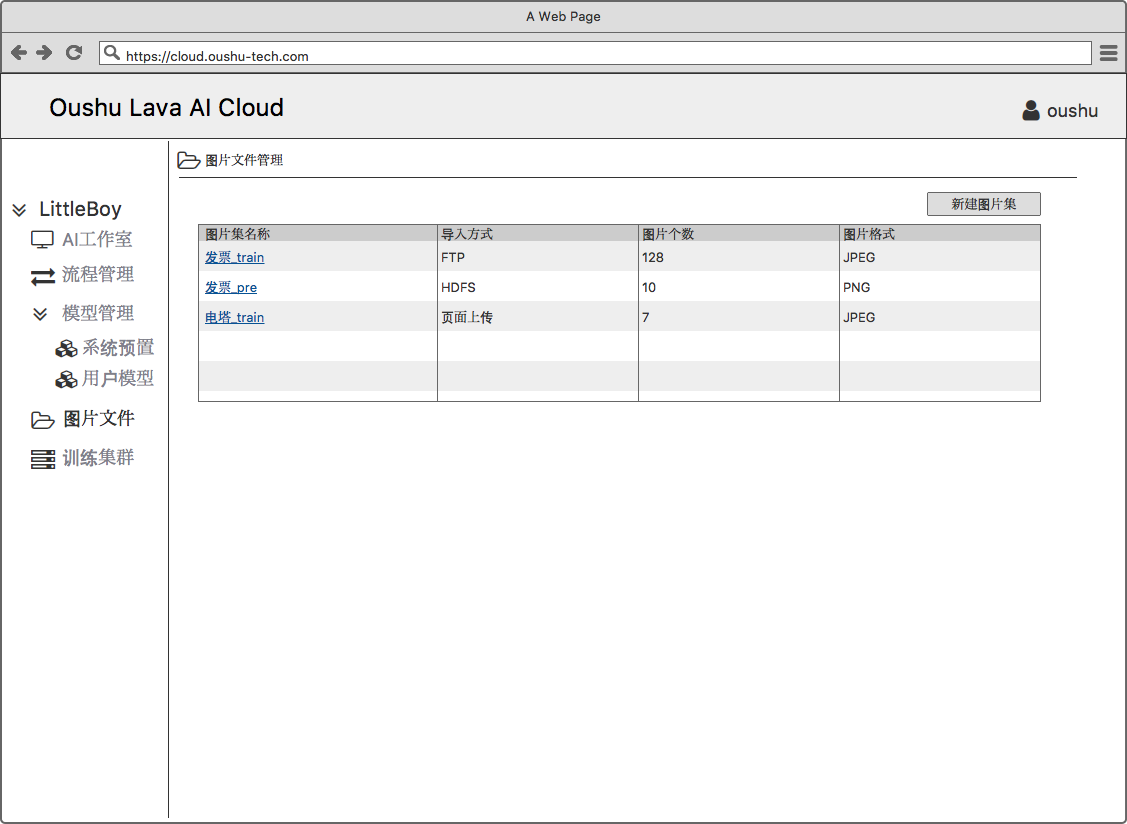 A Web Page
https://cloud.oushu-tech.com
Oushu Lava AI Cloud
oushu
LittleBoy
AI工作室
流程管理
模型管理
系统预置
用户模型
图片文件
训练集群
图片文件管理
新建图片集
图片集名称 导入方式 图片个数 图片格式
发票_train FTP 128 JPEG
发票_pre HDFS 10 PNG
电塔_train 页面上传 7 JPEG